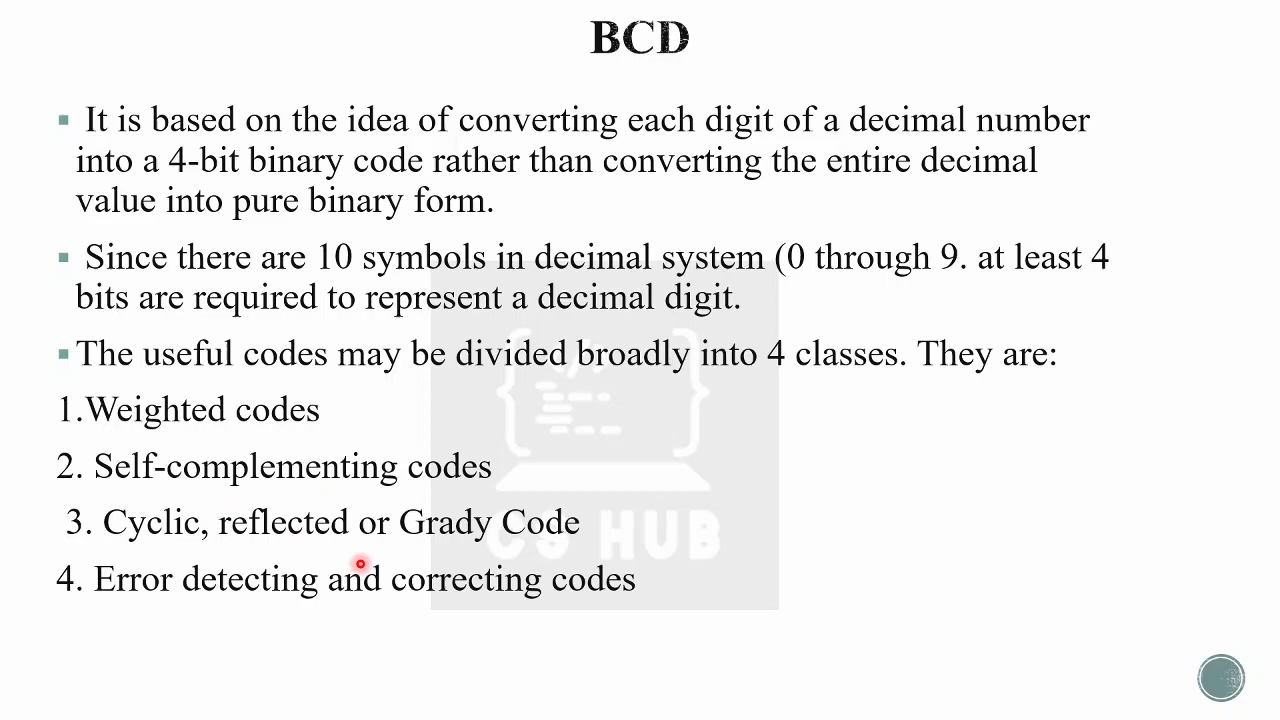 BCD
It is based on the idea of converting each digit of a decimal number
into a 4-bit binary code rather than converting the entire decimal
value into pure binary form.
Since there are 10 symbols in decimal system (0 through 9. at least 4
bits are required to represent a decimal digit.
The useful codes may be divided broadly into 4 classes. They are:
1.Weighted codes
2. Self-complementing codes
3. Cyclic, reflected or Grady Code
CS HUB
4. Error detecting and correcting codes